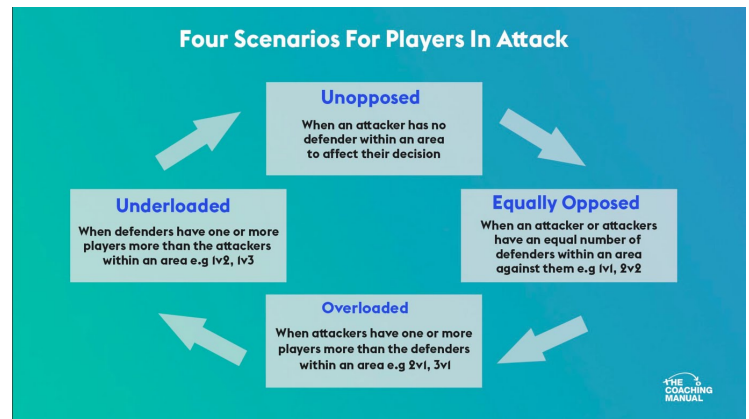 Four Scenarios For Players In Attack
Unopposed
When an attacker has no
defender within an area
to affect their decision
Underloaded
When defenders have one or more
players more than the attackers
within an area e.g 1v2, 1v3
Equally Opposed
When an attacker or attackers
have an equal number of
defenders within an area
against them e.g 1v1, 2v2
Overloaded
When attackers have one or more
players more than the defenders
within an area e.g 2v1, 3v1
THE
COACHING
MANUAL